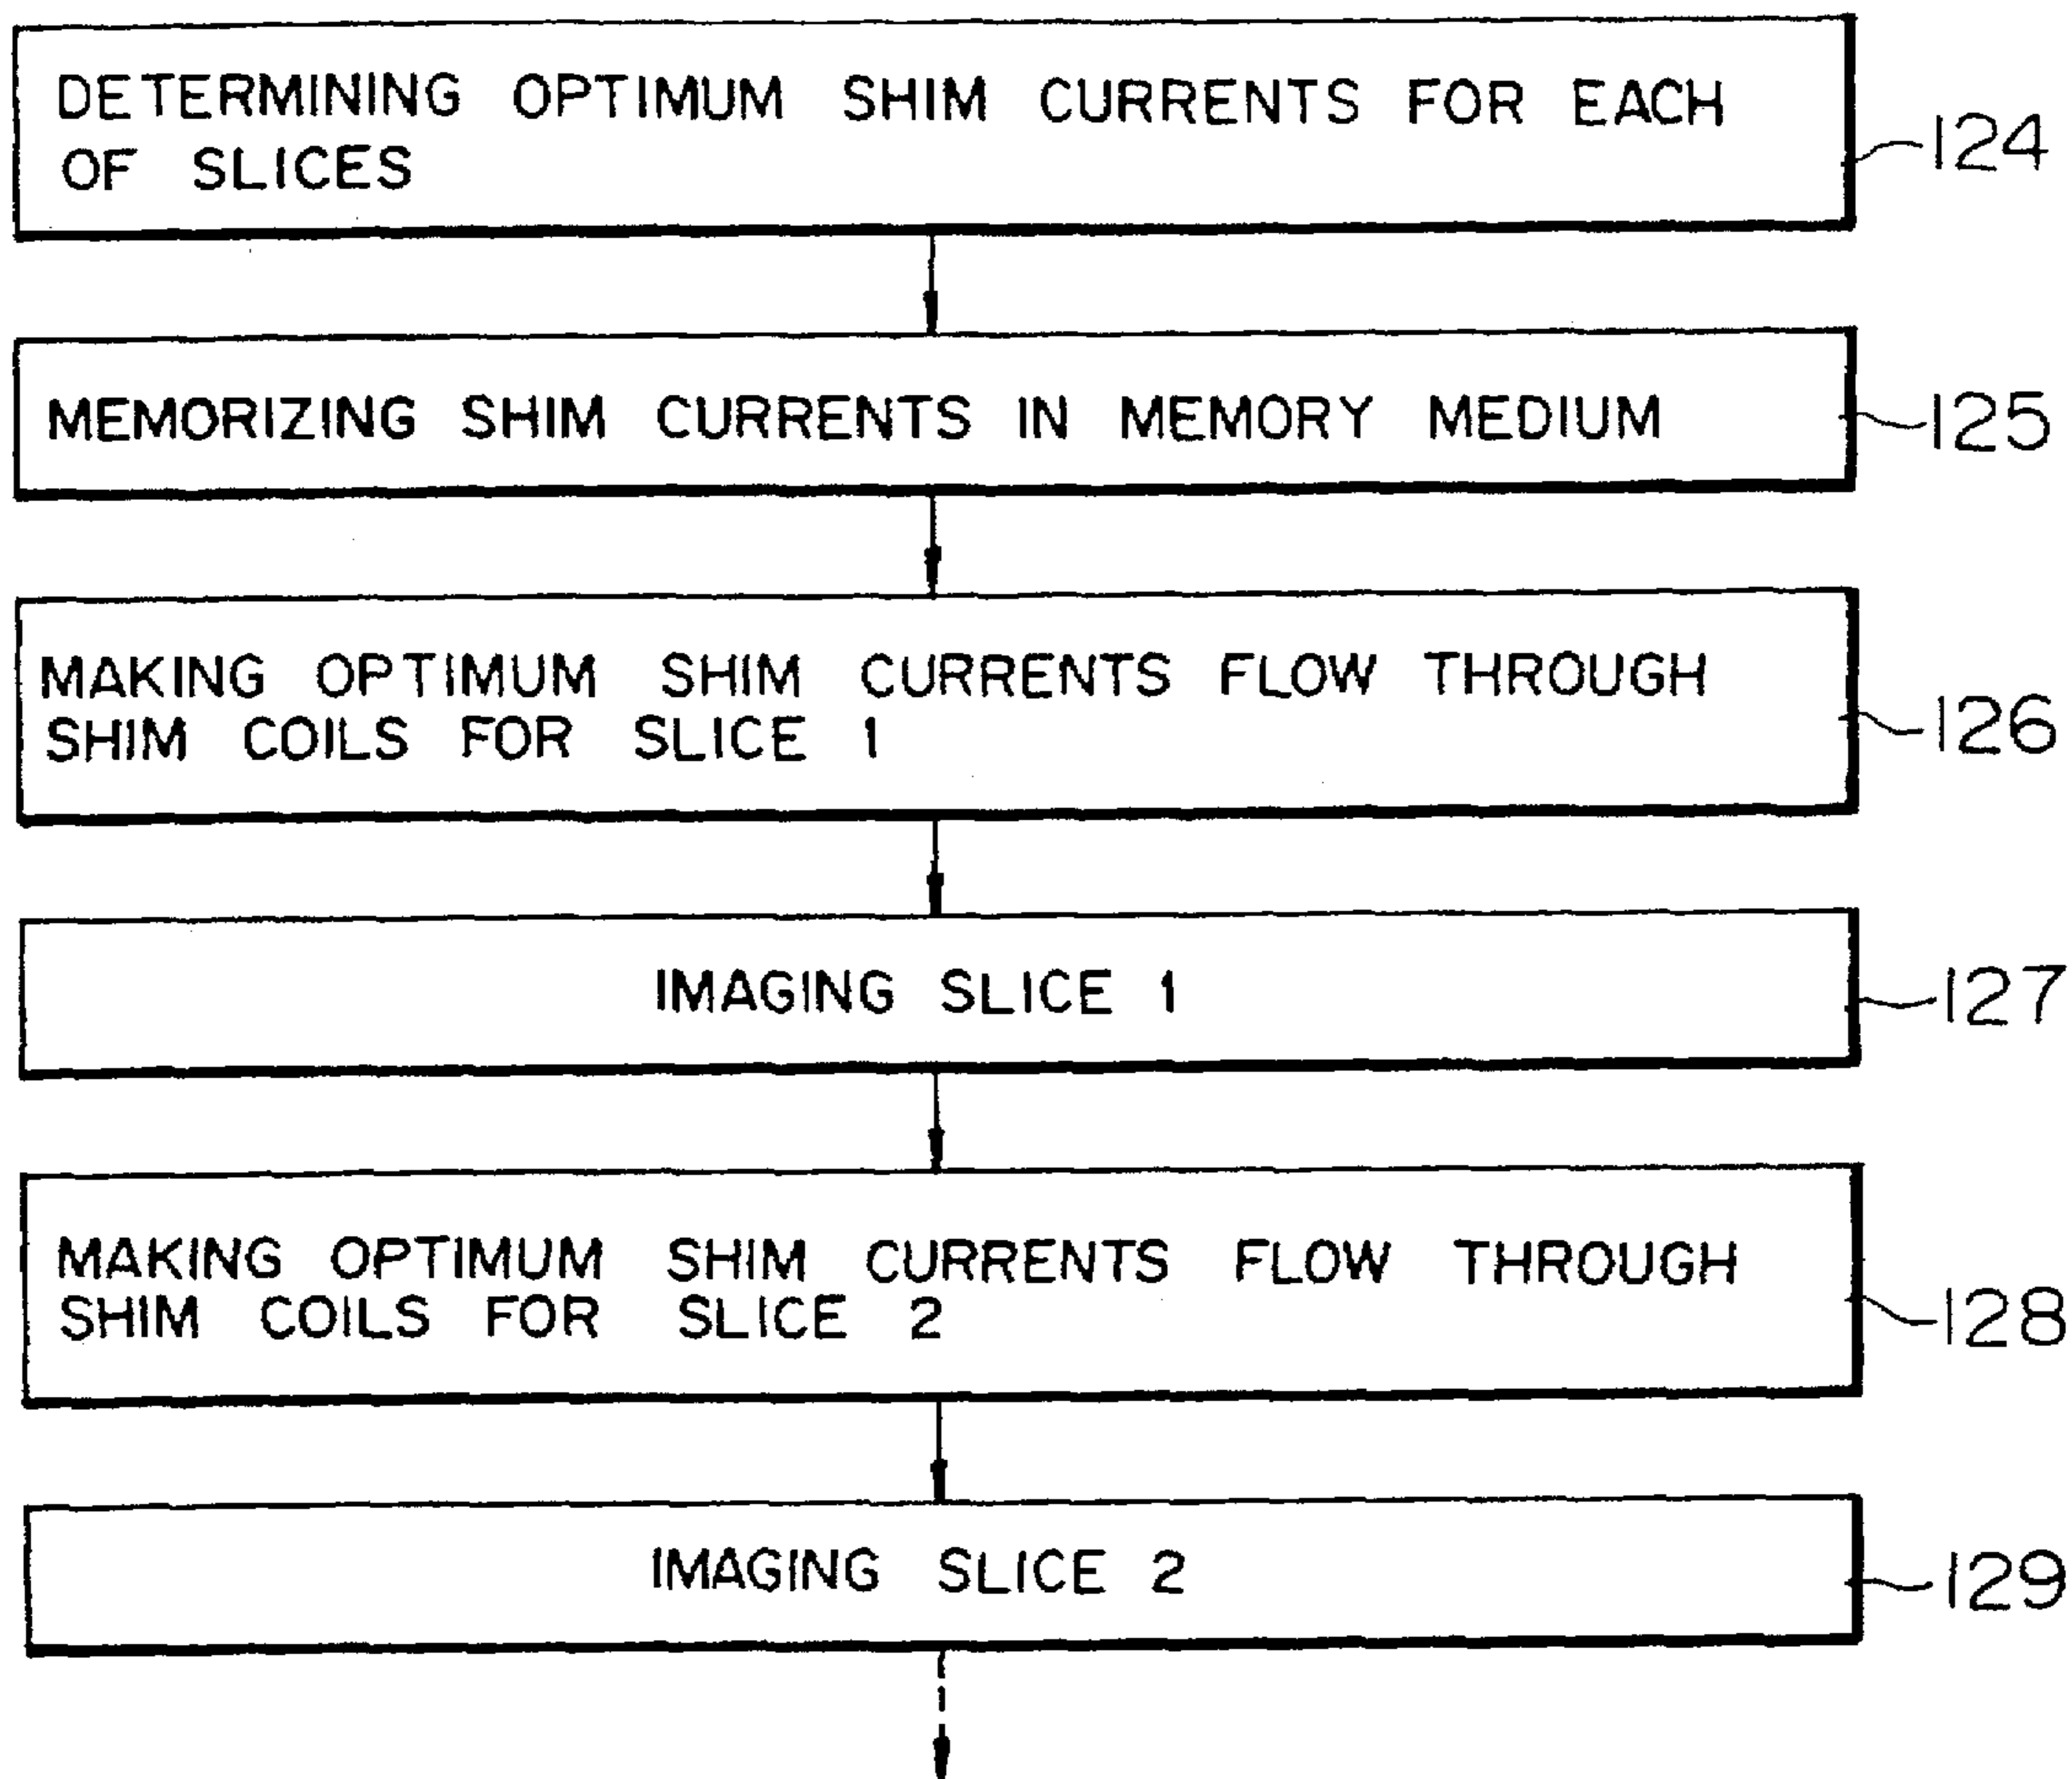 DETERMINING OPTIMUM SHIM CURRENTS FOR EACH
OF SLICES
124
MEMORIZING SHIM CURRENTS IN MEMORY MEDIUM
125
MAKING OPTIMUM SHIM CURRENTS FLOW THROUGH
SHIM COILS FOR SLICE 1
126
IMAGING SLICE 1
127
MAKING OPTIMUM SHIM CURRENTS FLOW THROUGH
SHIM COILS FOR SLICE 2
128
IMAGING SLICE 2
129